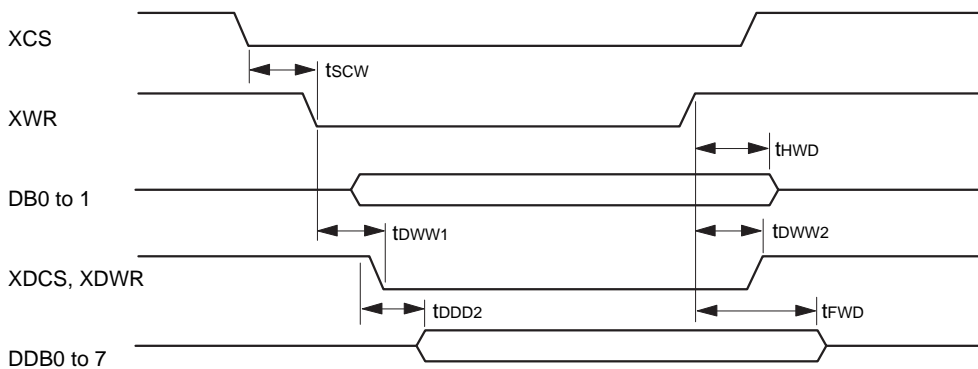 XCS
tSCW
XWR
tHWD
DB0 to 1
tDWW1
tDWW2
XDCS, XDWR
tDDD2
tFWD
DDB0 to 7